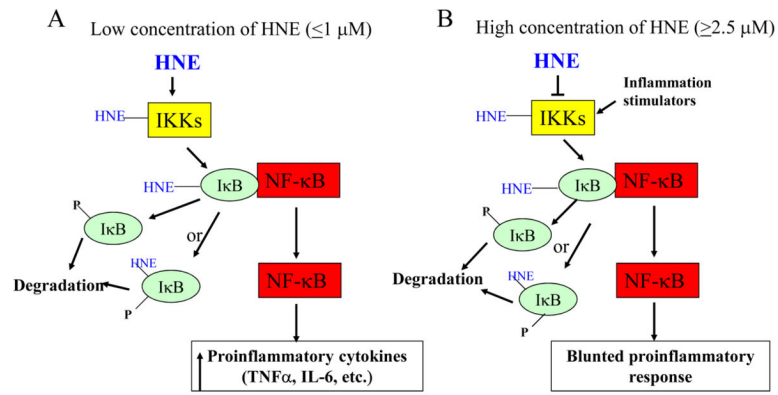 A
Low concentration of HNE (≤1 μM)
HNE
HNE
IKKs
HNE
IκB
NF-κB
P
IκB
or
HNE
Degradation
IκB
P
NF-κB
Proinflammatory cytokines
(TNFα, IL-6, etc.)
B
High concentration of HNE (≥2.5 μM)
HNE
Inflammation
stimulators
HNE
IKKs
HNE
IκB
NF-κB
P
IκB
or
Degradation
HNE
IκB
P
NF-κB
Blunted proinflammatory
response